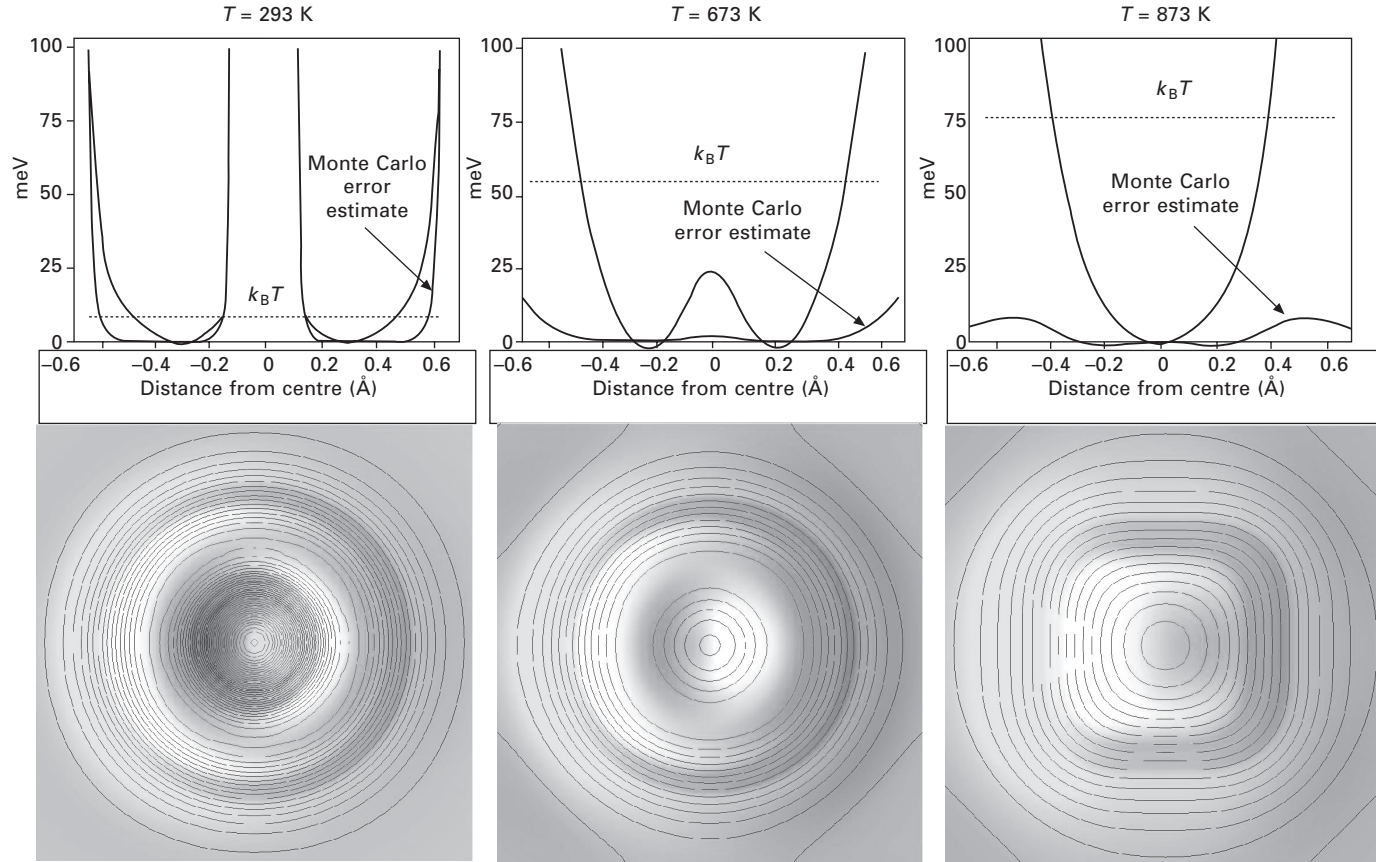 T = 293 K
100
75
50
25
0
meV
Monte Carlo
error
estimate
kBT
−0.6
−0.4
−0.2
0
0.2
0.4
0.6
Distance from centre (Å)
T = 673 K
100
75
50
25
0
meV
kBT
Monte Carlo
error estimate
−0.6
−0.4
−0.2
0
0.2
0.4
0.6
Distance from centre (Å)
T = 873 K
100
75
50
25
0
meV
kBT
Monte Carlo
error estimate
−0.6
−0.4
−0.2
0
0.2
0.4
0.6
Distance from centre (Å)